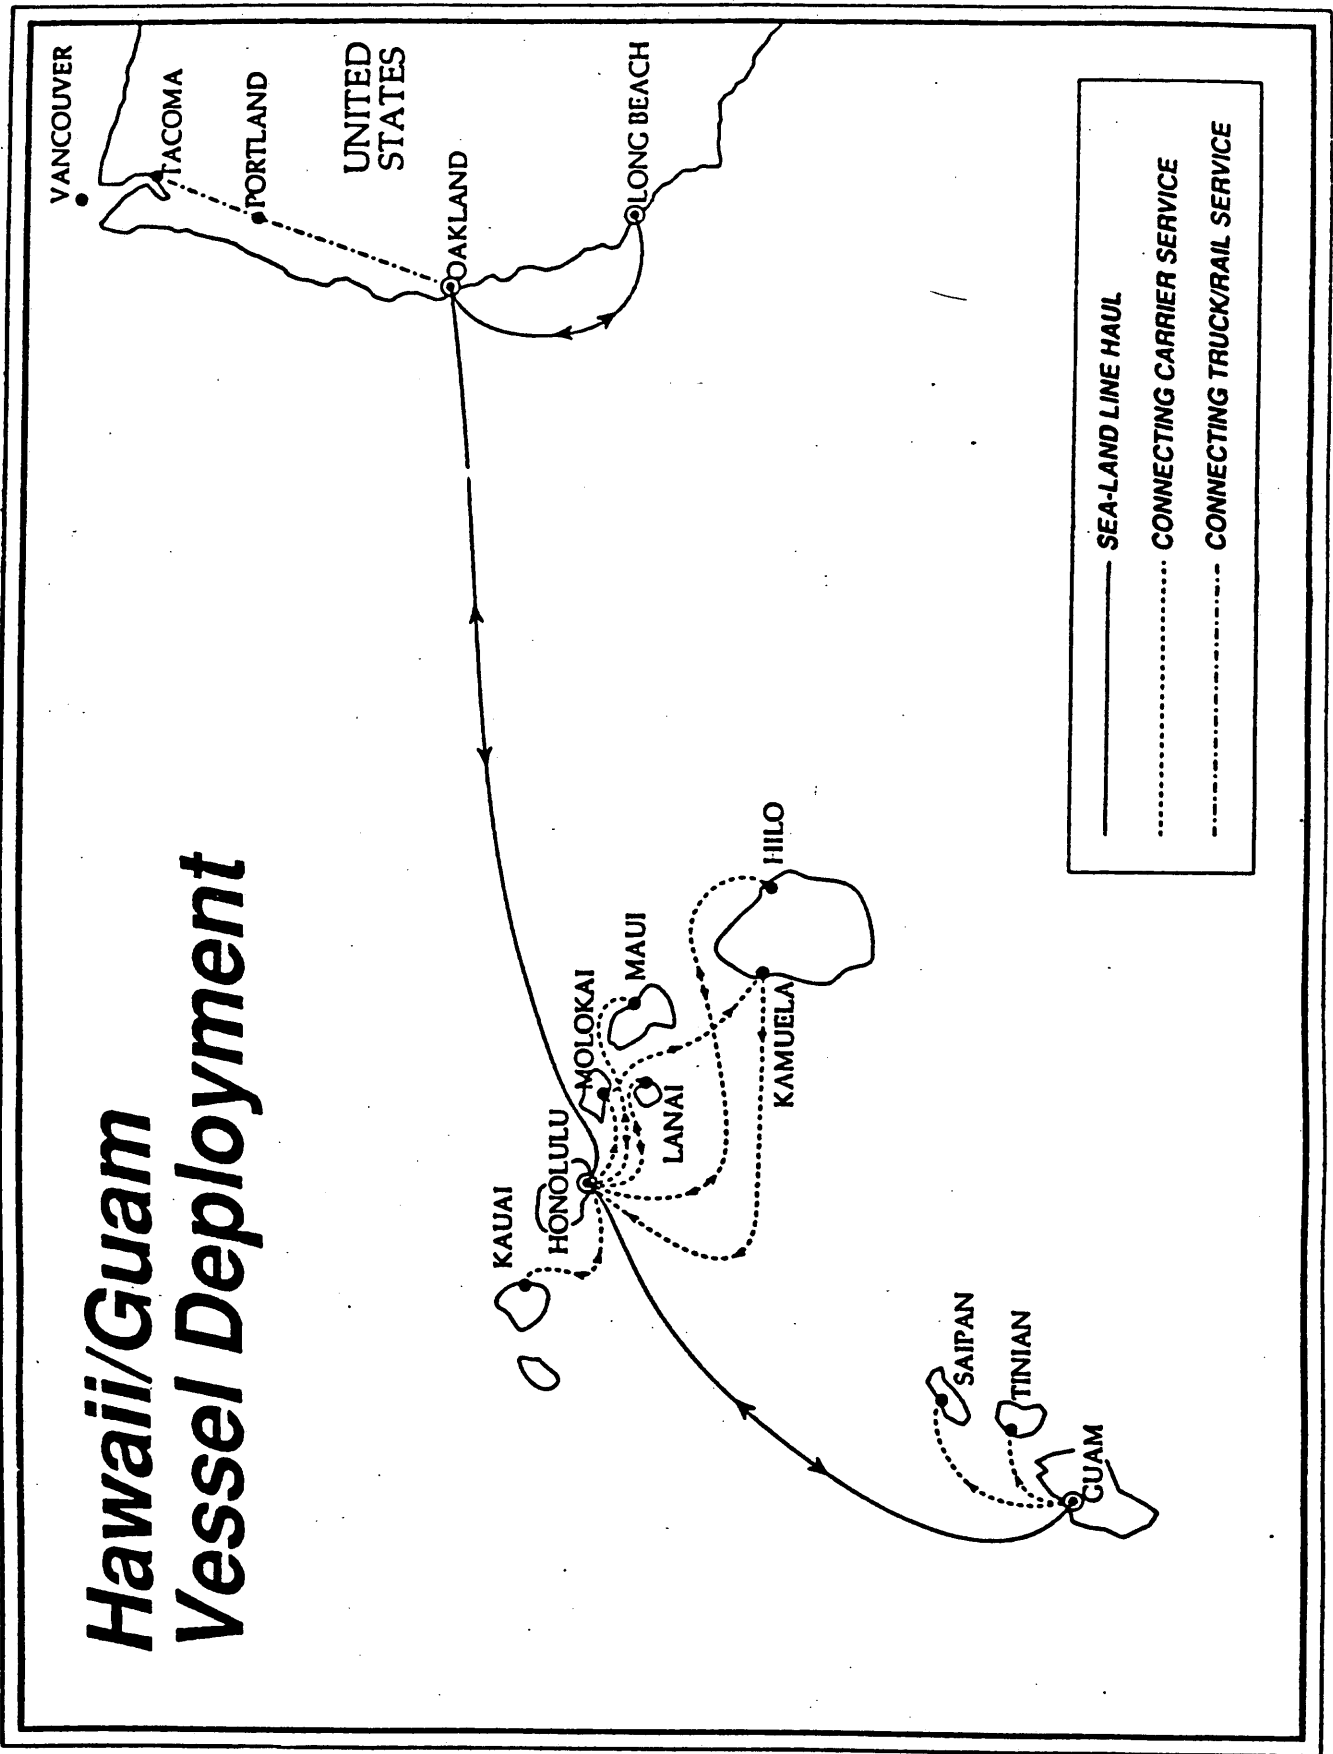 Hawaii/Guam
Vessel Deployment
VANCOUVER
TACOMA
PORTLAND
UNITED
STATES
OAKLAND
LONG BEACH
KAUAI
HONOLULU
MOLOKAI
MAUI
LANAI
HILO
KAMUELA
SAIPAN
TINIAN
GUAM
SEA-LAND LINE HAUL
CONNECTING CARRIER SERVICE
CONNECTING TRUCK/RAIL SERVICE